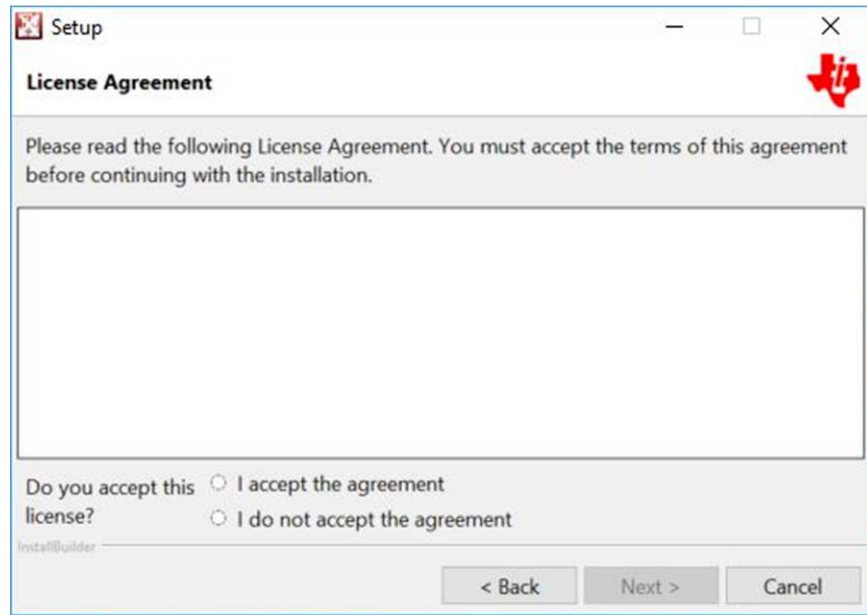 Setup
License Agreement
Please read the following License Agreement. You must accept the terms of this agreement
before continuing with the installation.
Do you accept this
license?
I accept the agreement
I do not accept the agreement
InstallBuilder
< Back
Next >
Cancel